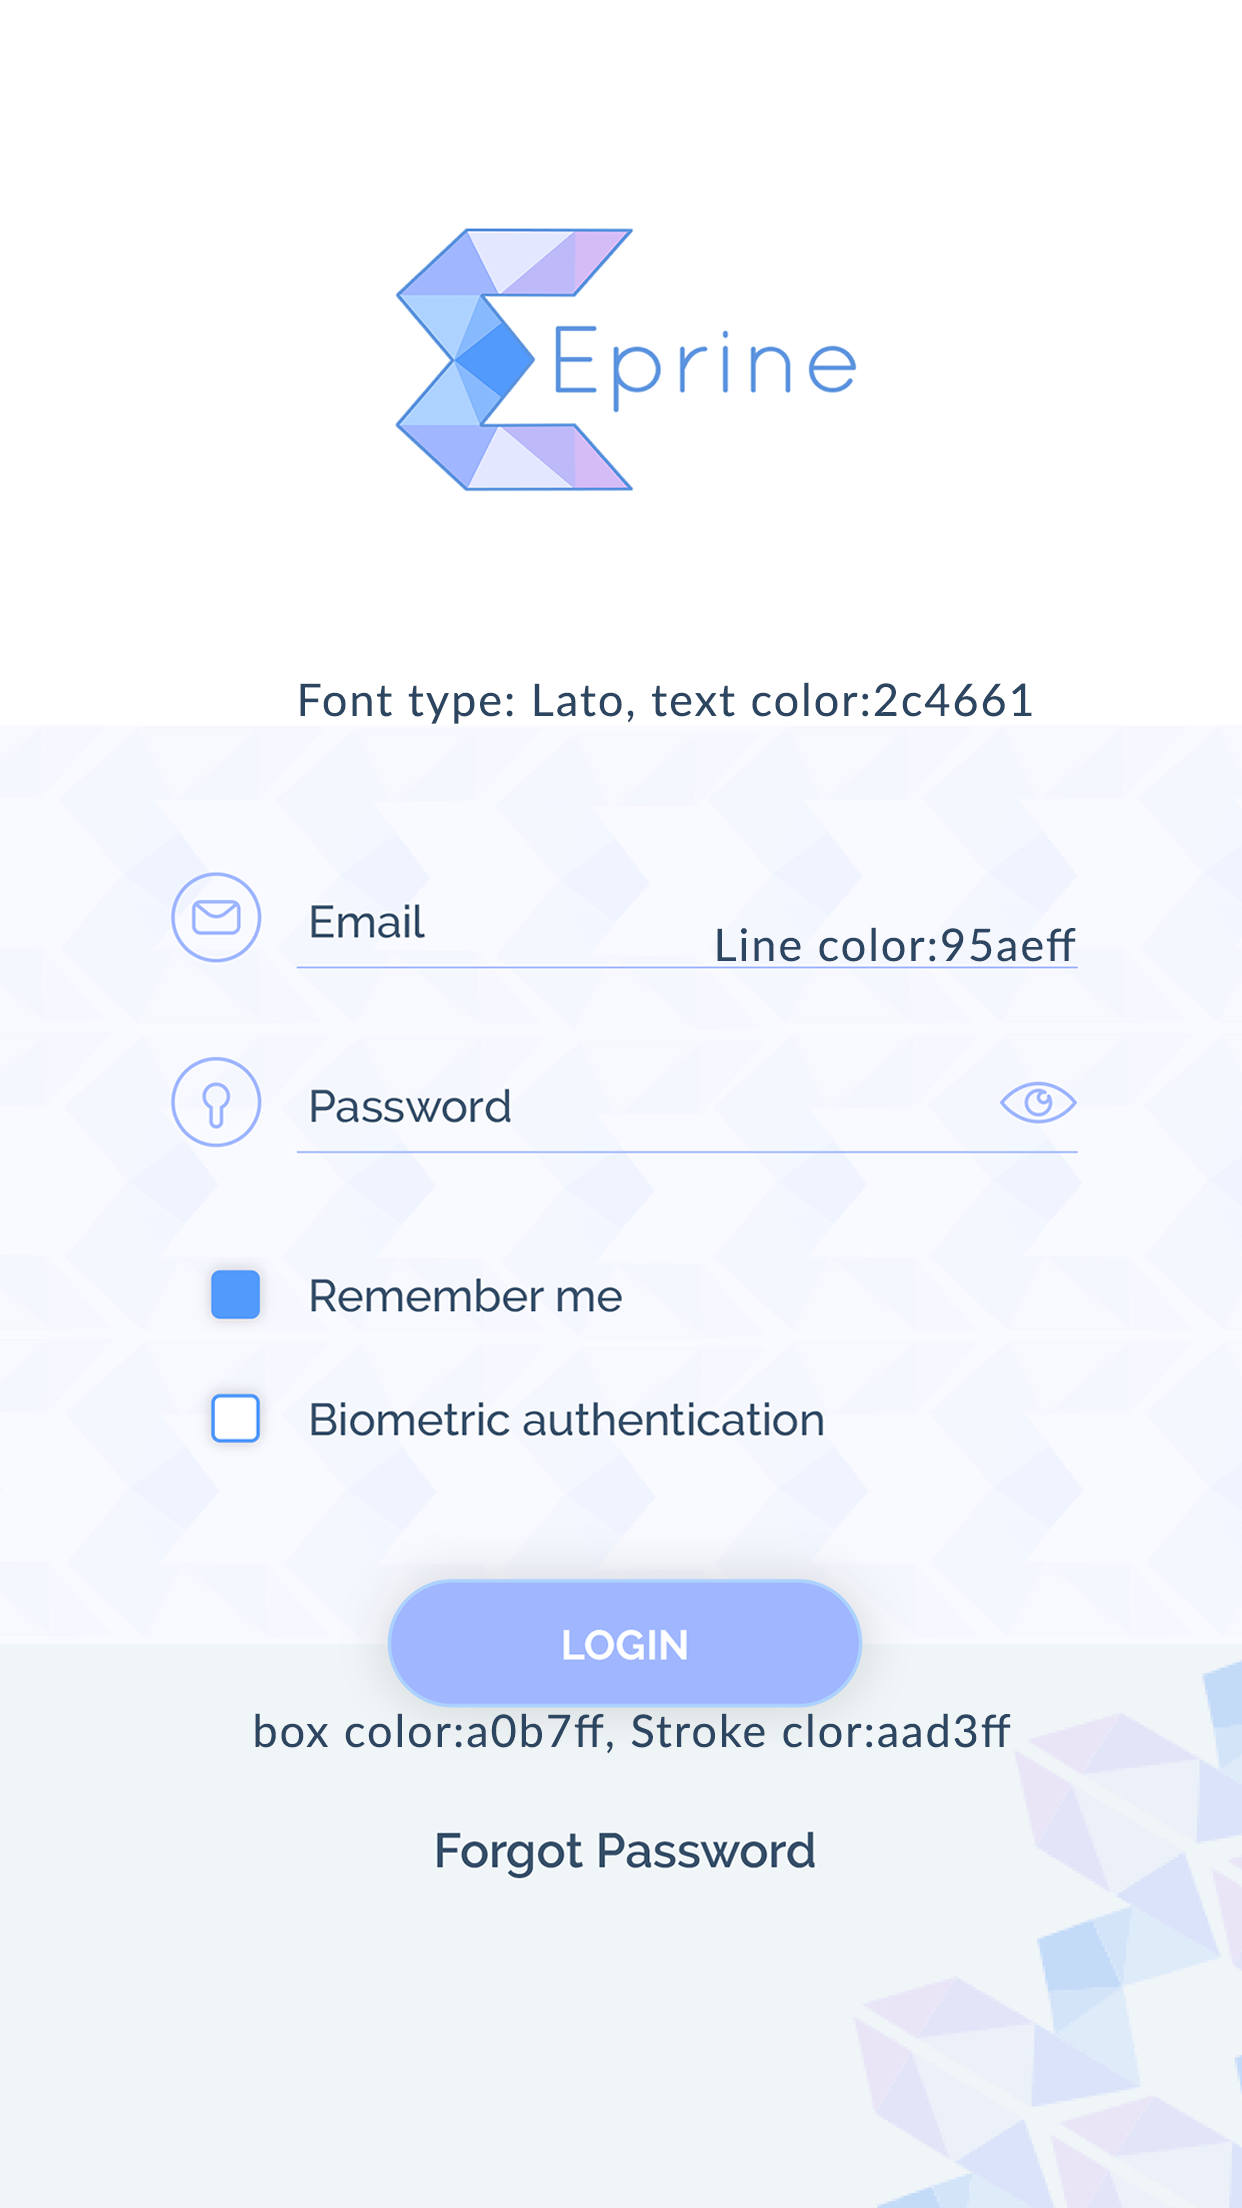 Eprine
Font type: Lato, text color:2c4661
Email
Line color:95aeff
Password
Remember me
Biometric authentication
LOGIN
box color:a0b7ff, Stroke clor:aad3ff
Forgot Password